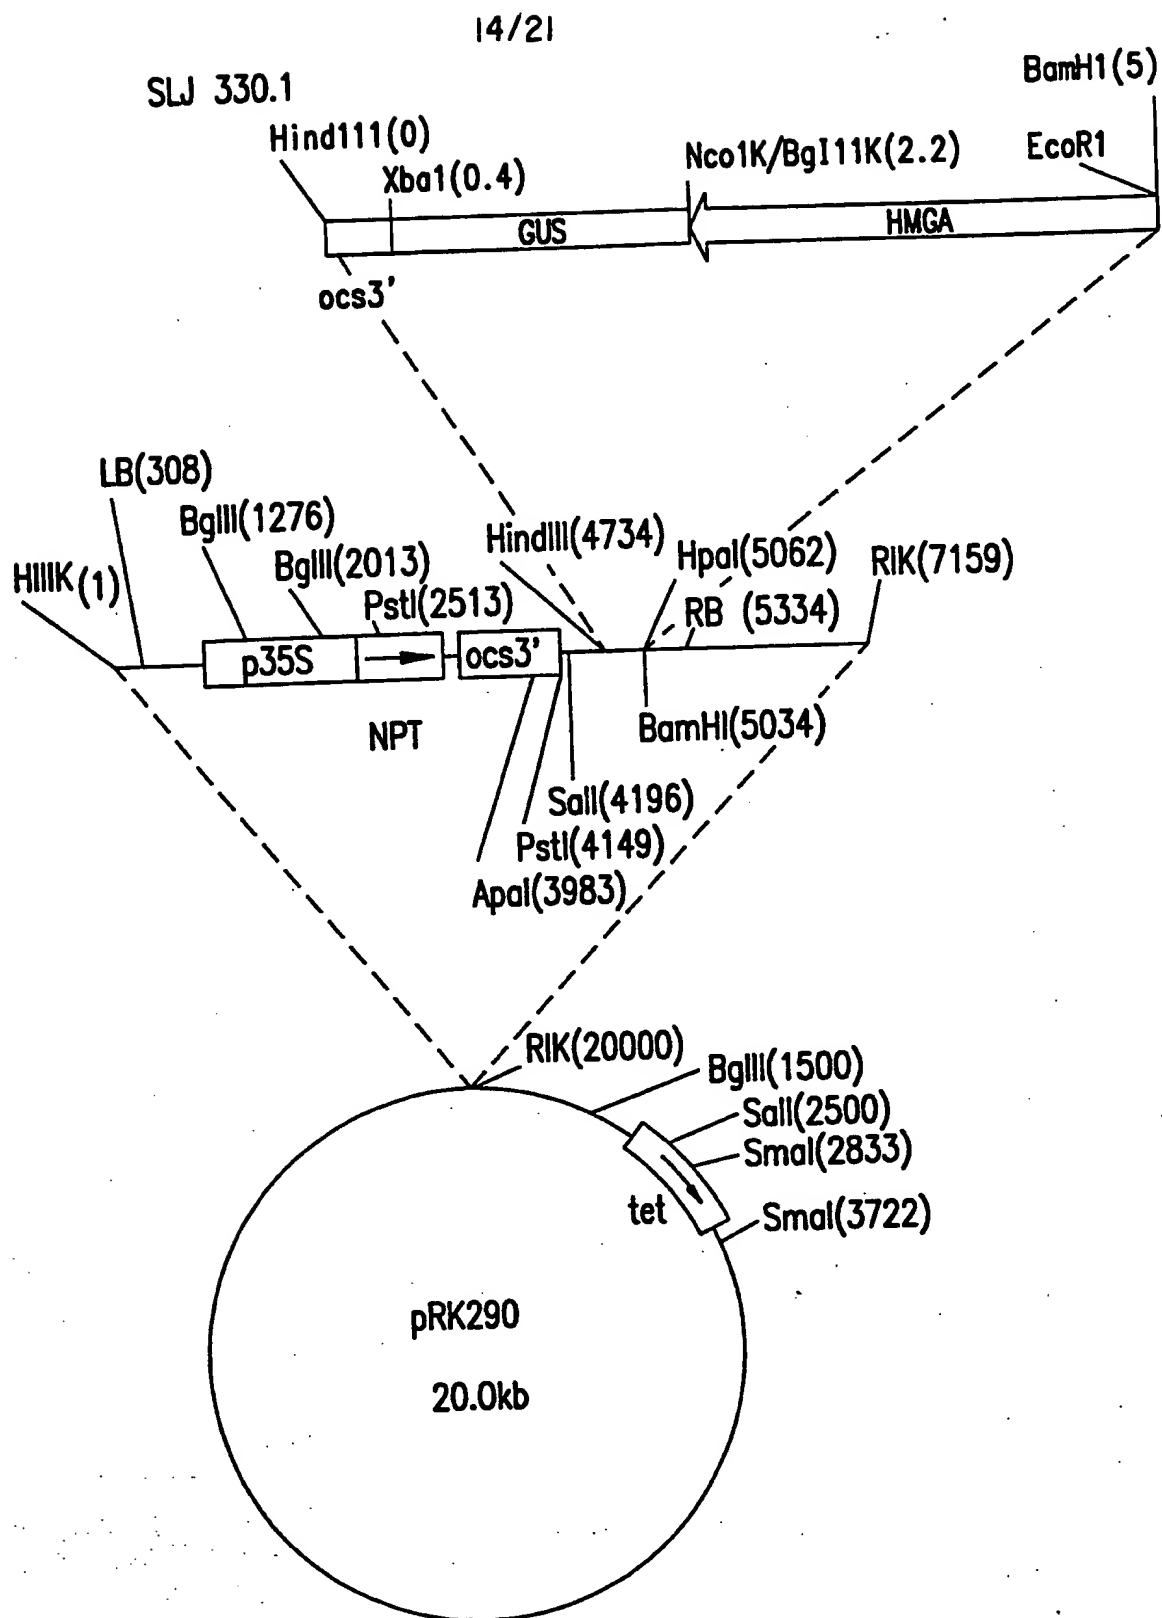 14/21
SLJ 330.1
BamH1(5)
Hind111(0)
Xba1(0.4)
Nco1K/BgI11K(2.2)
EcoR1
GUS
HMGA
ocs3'
LB(308)
BglII(1276)
BglII(2013)
PstI(2513)
HindIII(4734)
HpaI(5062)
RIK(7159)
HIIIK(1)
RB (5334)
p35S
ocs3'
NPT
BamHI(5034)
SalI(4196)
PstI(4149)
ApaI(3983)
RIK(20000)
BglII(1500)
SalI(2500)
SmaI(2833)
tet
SmaI(3722)
pRK290
20.0kb